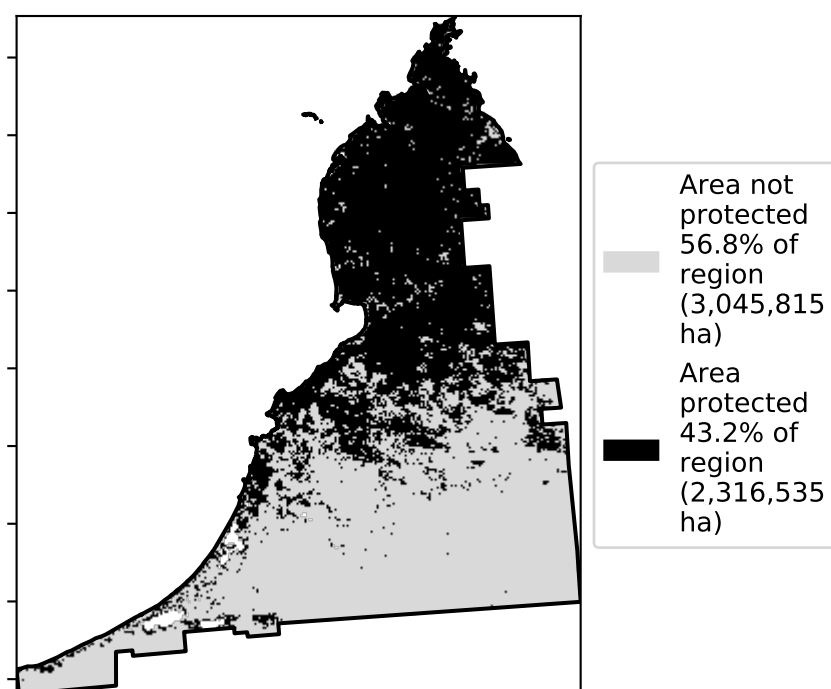 Area not
protected
56.8% of
region
(3,045,815
ha)
Area
protected
43.2% of
region
(2,316,535
ha)